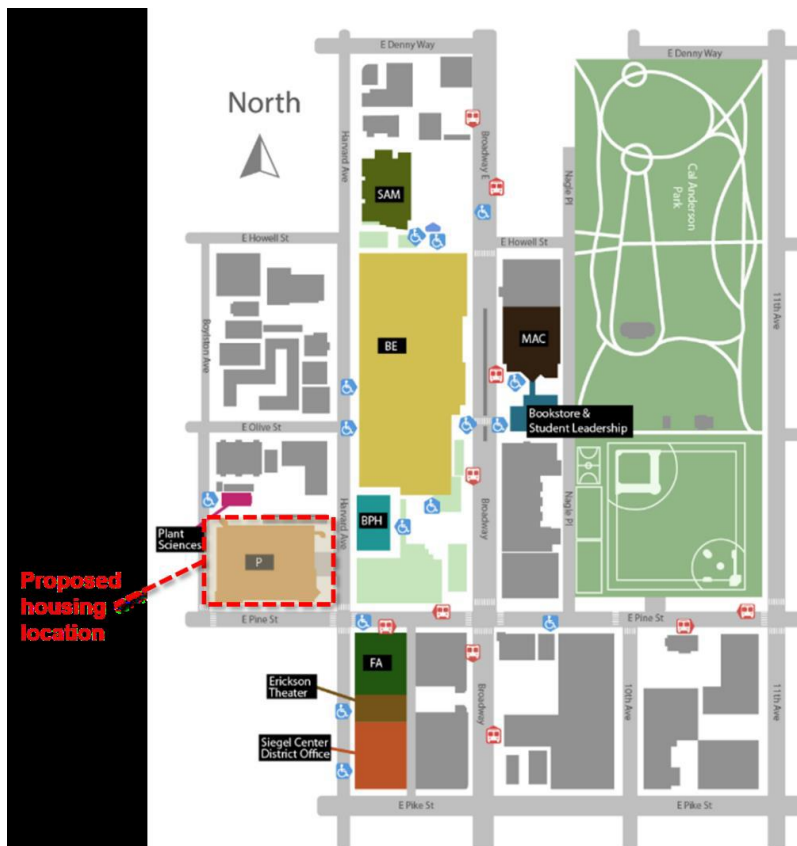 E Denny Way
E Denny Way
North
Harvard Ave
Broadway E
Nagle Pl
Cal Anderson
Park
11th Ave
SAM
E Howell St
E Howell St
Boylston Ave
BE
MAC
Bookstore &
Student Leadership
E Olive St
Plant
Sciences
Harvard Ave
BPH
Broadway
Nagle Pl
P
Proposed
housing
location
E Pine St
E Pine St
FA
Erickson
Theater
Broadway
10th Ave
11th Ave
Siegel Center
District Office
E Pike St
E Pike St